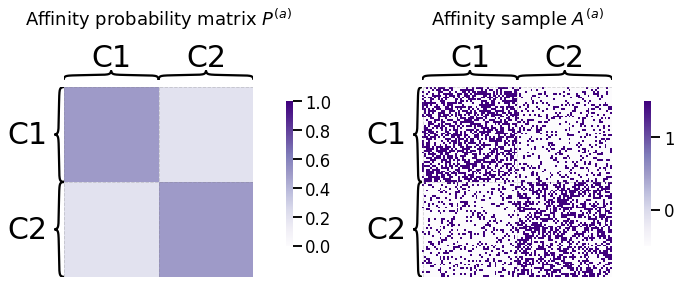 Affinity probability matrix P^(a)
C1 C2
C1
C2
1.0
0.8
0.6
0.4
0.2
0.0
Affinity sample A^(a)
C1 C2
C1
C2
1
0